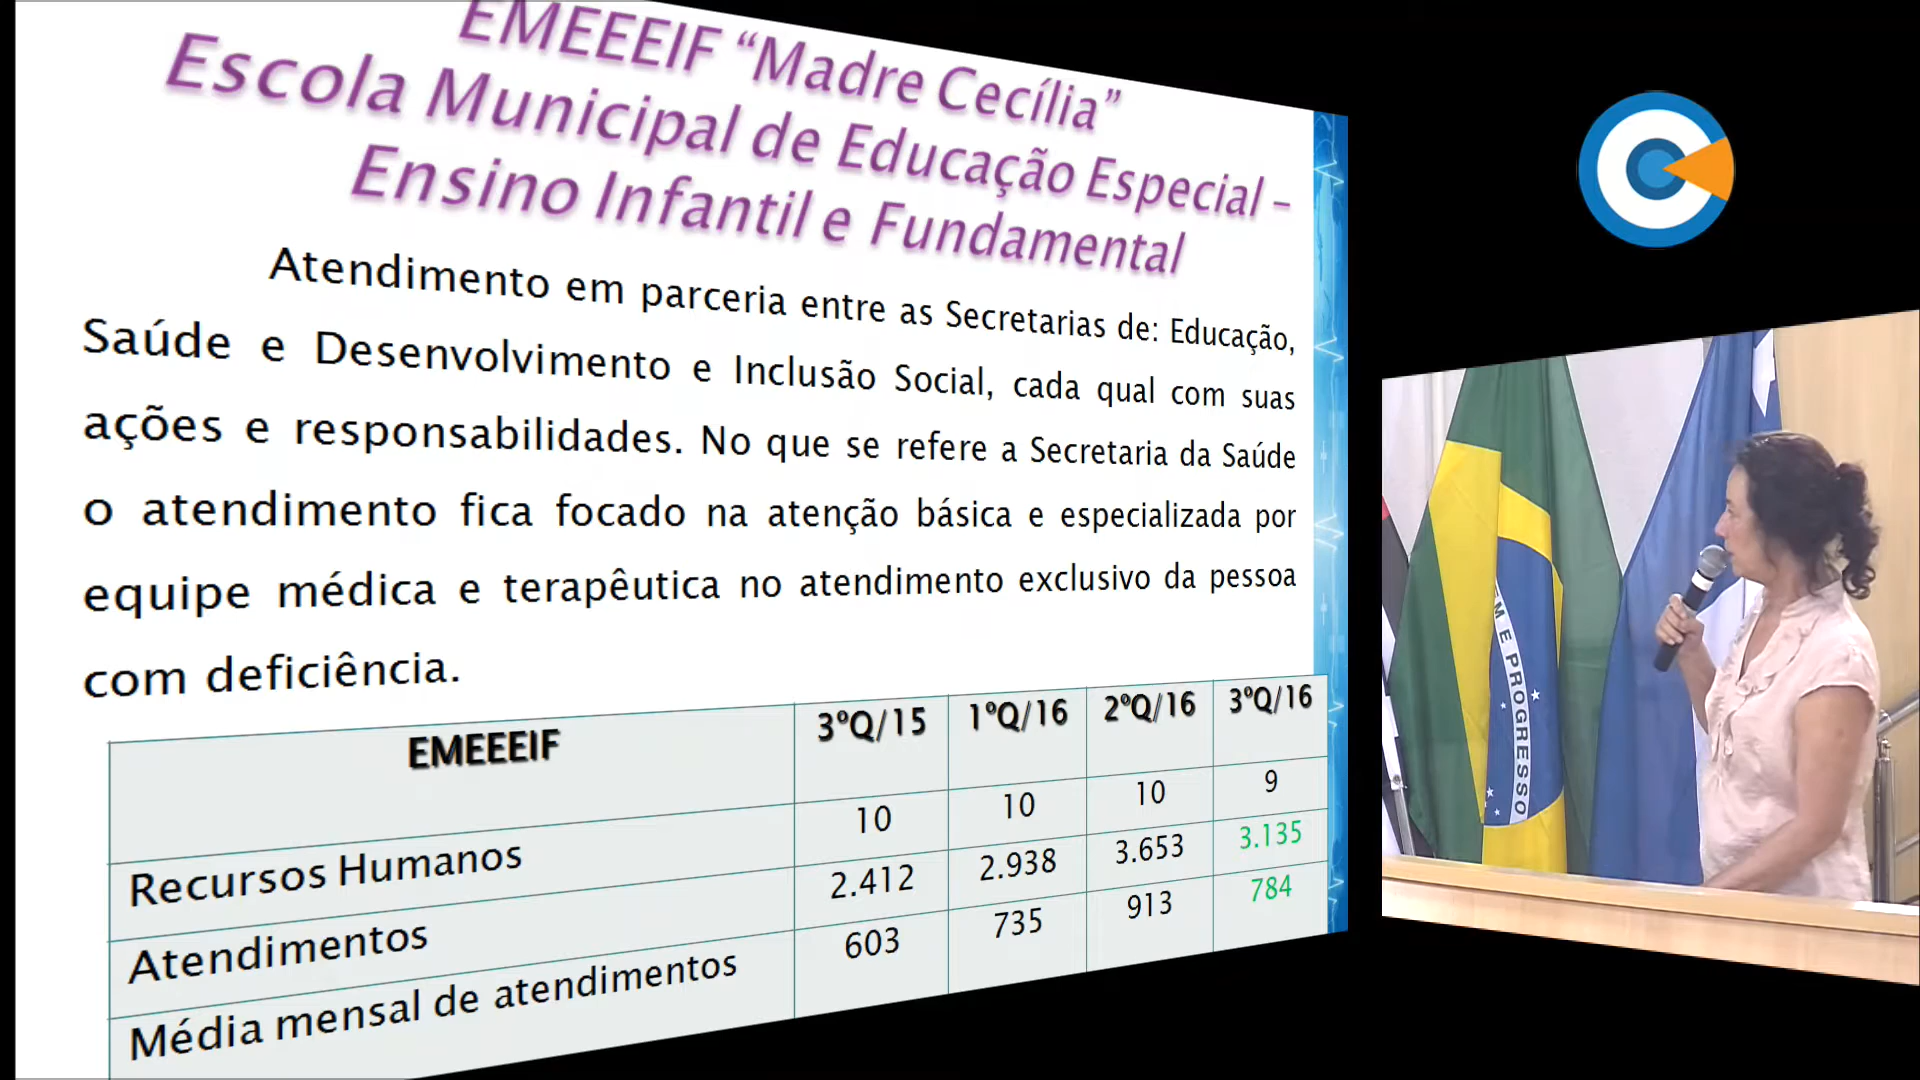 EMEEEIF “Madre Cecília”
Escola Municipal de Educação Especial –
Ensino Infantil e Fundamental
Atendimento em parceria entre as Secretarias de: Educação,
Saúde e Desenvolvimento e Inclusão Social, cada qual com suas
ações e responsabilidades. No que se refere a Secretaria da Saúde
o atendimento fica focado na atenção básica e especializada por
equipe médica e terapêutica no atendimento exclusivo da pessoa
com deficiência.
EMEEEIF 3ºQ/15 1ºQ/16 2ºQ/16 3ºQ/16
Recursos Humanos 10 10 10 9
Atendimentos 2.412 2.938 3.653 3.135
Média mensal de atendimentos 603 735 913 784
M E PROGRESSO